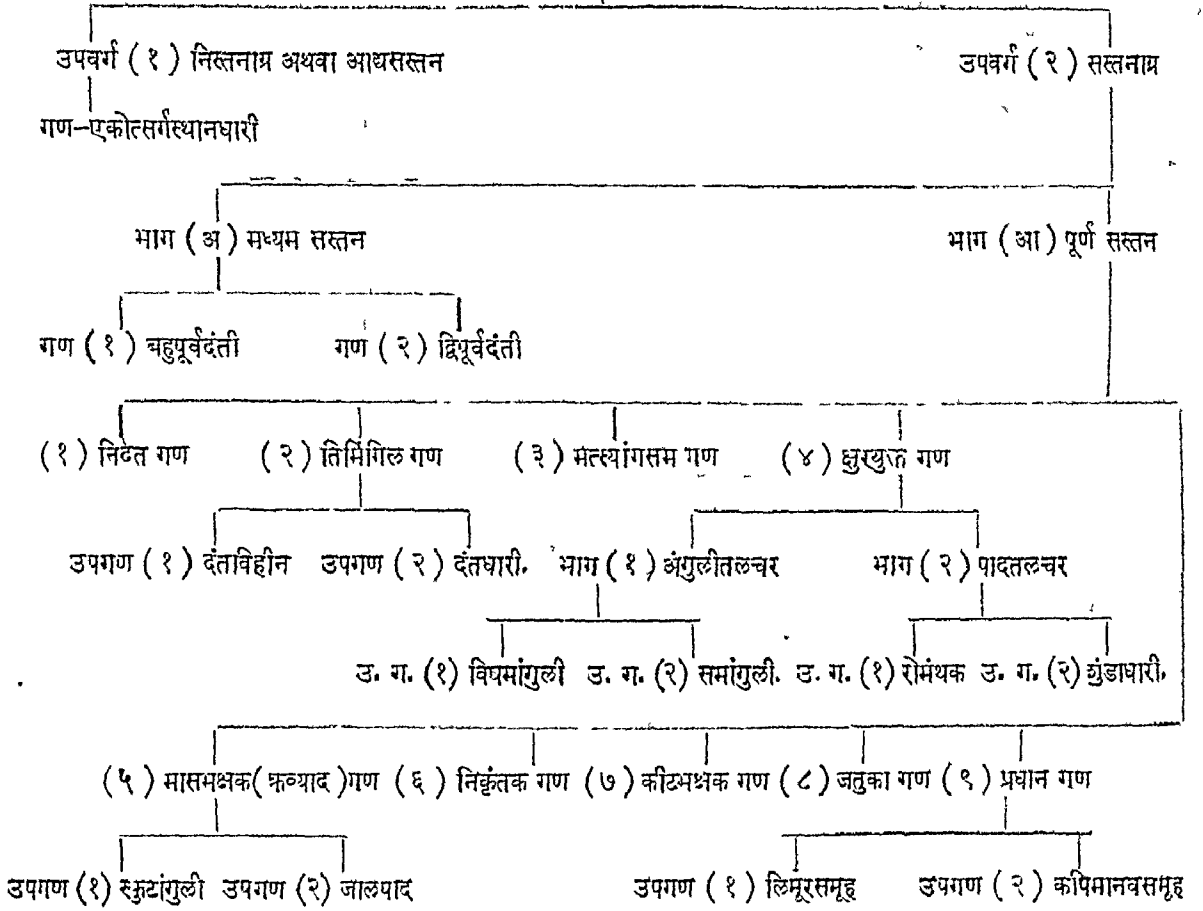 उपवर्ग (१) निस्तनाग्र अथवा आद्यसस्तन उपवर्ग (२) सस्तनाग्र
गण-एकोत्सर्गस्थानधारी
भाग (अ) मध्यम सस्तन भाग (आ) पूर्ण सस्तन
गण (१) बहुपूर्वदंती गण (२) द्विपूर्वदंती
(१) निर्दंत गण (२) तिमिंगिल गण (३) मत्स्यांगसम गण (४) क्षुरयुक्त गण
उपगण (१) दंतविहीन उपगण (२) दंतधारी. भाग (१) अंगुलीतलचर भाग (२) पादतलचर
उ. ग. (१) विषमांगुली उ. ग. (२) समांगुली. उ. ग. (१) रोमंथक उ. ग. (२) शुंडाधारी.
(५) मासभक्षक(क्रव्याद)गण (६) निकृंतक गण (७) कीटभक्षक गण (८) जतुका गण (९) प्रधान गण
उपगण (१) स्फुटांगुली उपगण (२) जालपाद उपगण (१) लिमूरसमूह उपगण (२) कपिमानवसमूह